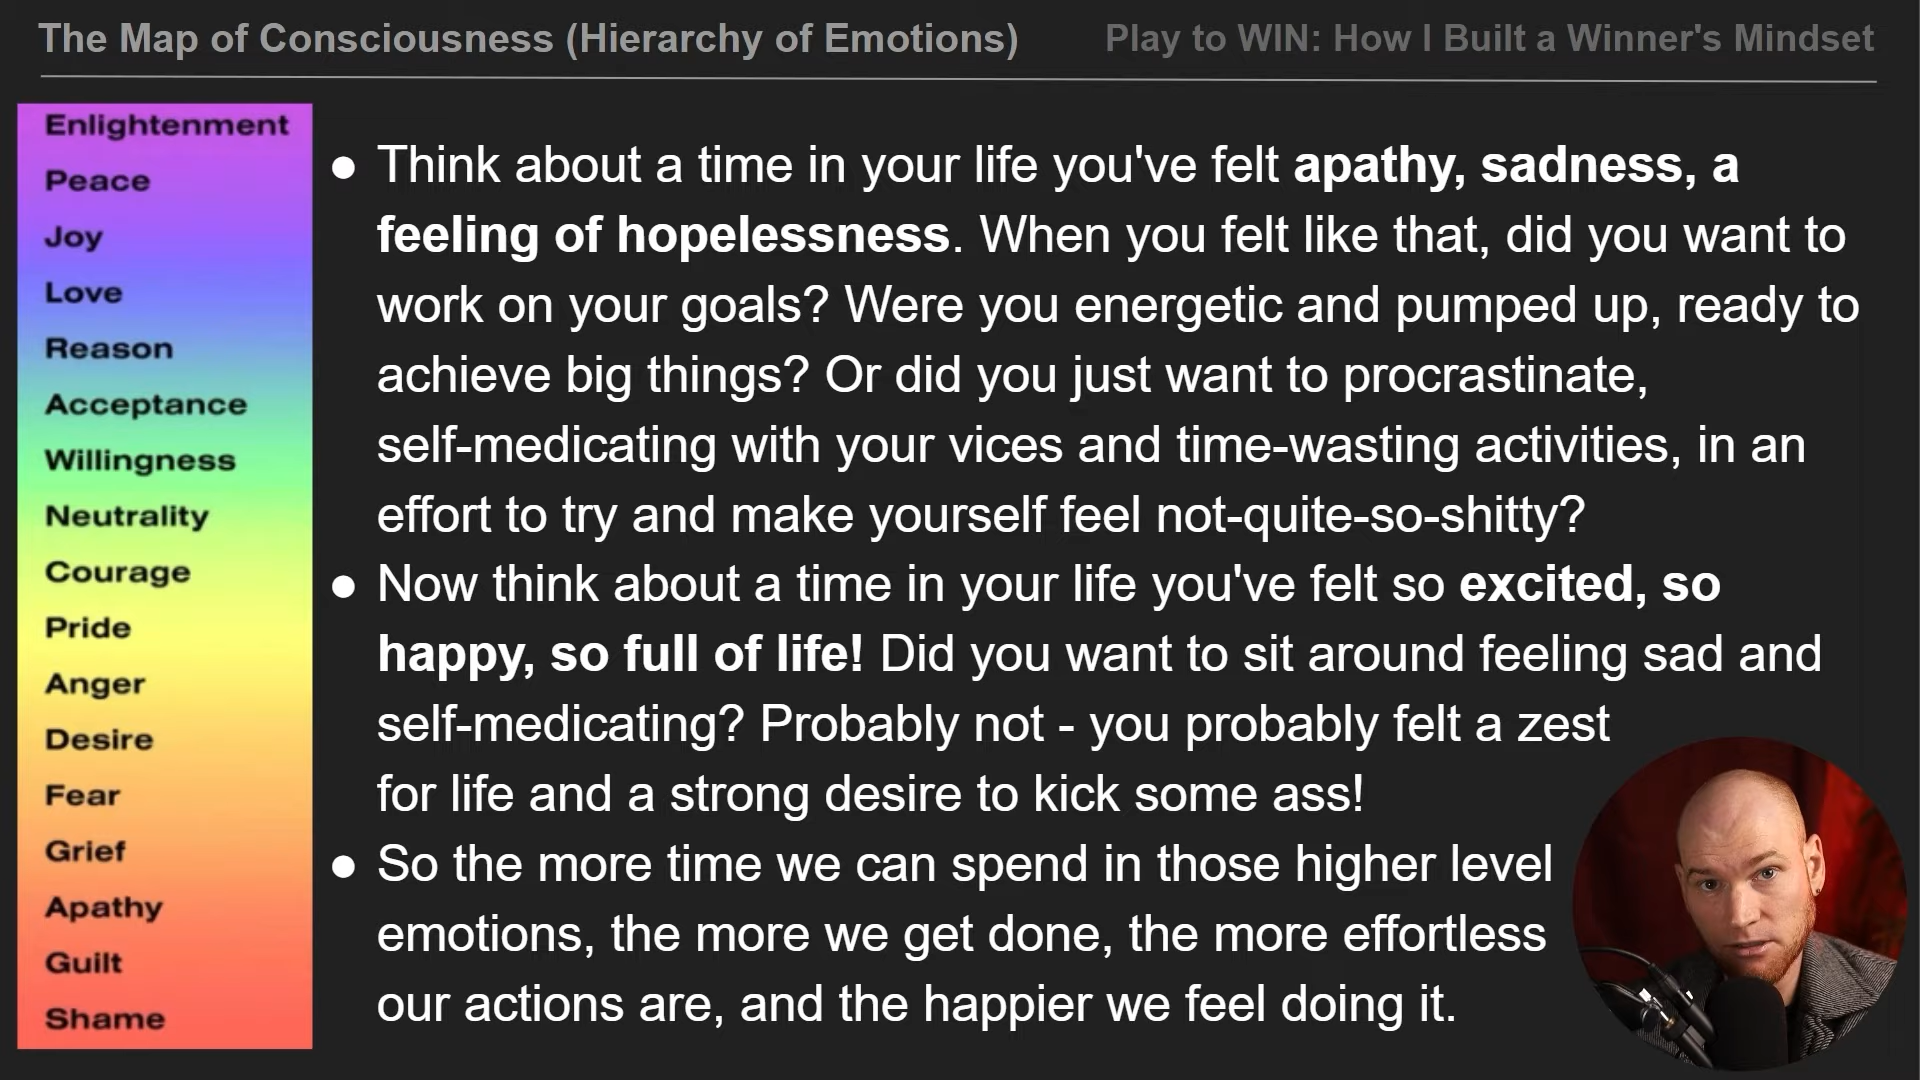 The Map of Consciousness (Hierarchy of Emotions)
Play to WIN: How I Built a Winner's Mindset
Enlightenment
Peace
Joy
Love
Reason
Acceptance
Willingness
Neutrality
Courage
Pride
Anger
Desire
Fear
Grief
Apathy
Guilt
Shame
● Think about a time in your life you've felt apathy, sadness, a
feeling of hopelessness. When you felt like that, did you want to
work on your goals? Were you energetic and pumped up, ready to
achieve big things? Or did you just want to procrastinate,
self-medicating with your vices and time-wasting activities, in an
effort to try and make yourself feel not-quite-so-shitty?
● Now think about a time in your life you've felt so excited, so
happy, so full of life! Did you want to sit around feeling sad and
self-medicating? Probably not - you probably felt a zest
for life and a strong desire to kick some ass!
● So the more time we can spend in those higher level
emotions, the more we get done, the more effortless
our actions are, and the happier we feel doing it.